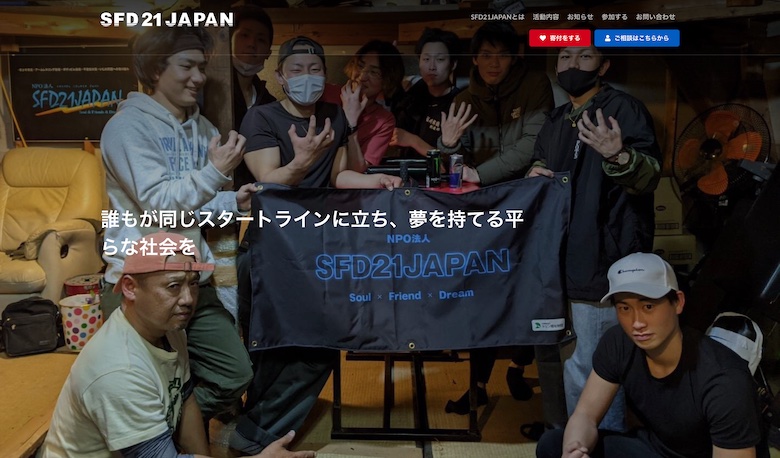 SFD21JAPAN
SFD21JAPANとは 活動内容 お知らせ 参加する お問い合わせ
寄付をする ご相談はこちらから
NPO法人
SFD21JAPAN
誰もが同じスタートラインに立ち、夢を持てる平
らな社会を
NPO法人
SFD21JAPAN
Soul × Friend × Dream
Champion